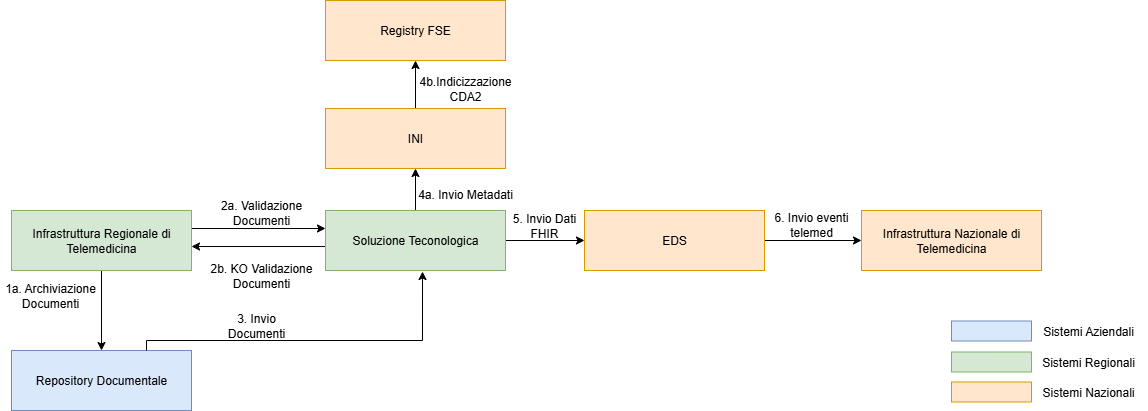 Registry FSE
4b.Indicizzazione
CDA2
INI
4a. Invio Metadati
2a. Validazione
Documenti
Infrastruttura Regionale di
Telemedicina
Soluzione Teconologica
5. Invio Dati
FHIR
EDS
6. Invio eventi
telemed
Infrastruttura Nazionale di
Telemedicina
2b. KO Validazione
Documenti
1a. Archiviazione
Documenti
3. Invio
Documenti
Repository Documentale
Sistemi Aziendali
Sistemi Regionali
Sistemi Nazionali